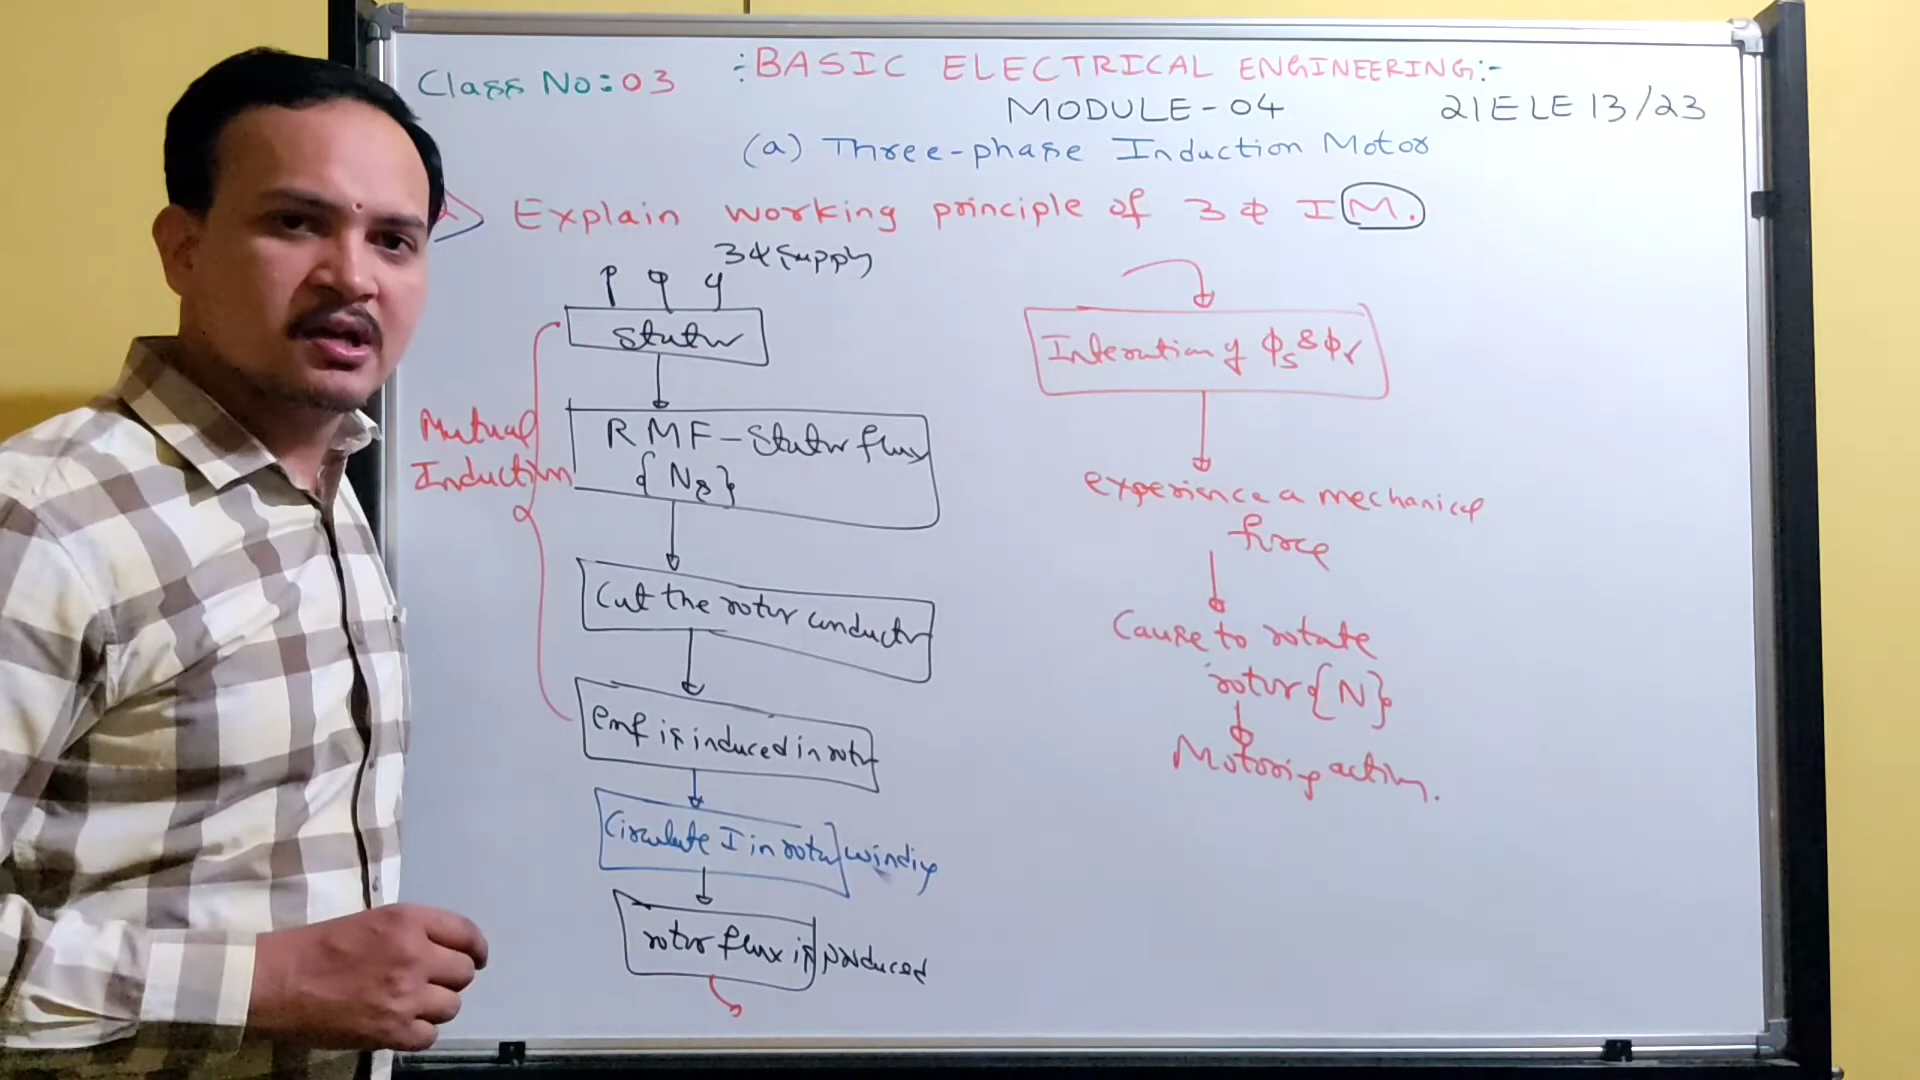 Class No: 03
:BASIC ELECTRICAL ENGINEERING:-
MODULE-04
21ELE13/23
(a) Three-phase Induction Motor
Explain working principle of 3ϕ IM.
3ϕ supply
Stator
RMF-Stator flux
{Ns}
Mutual
Induction
Cut the rotor conductor
emf is induced in rotor
Circulate I in rotor winding
rotor flux is produced
Interaction of ϕs & ϕr
experience a mechanical
force
Cause to rotate
rotor {N}
Motoring action.